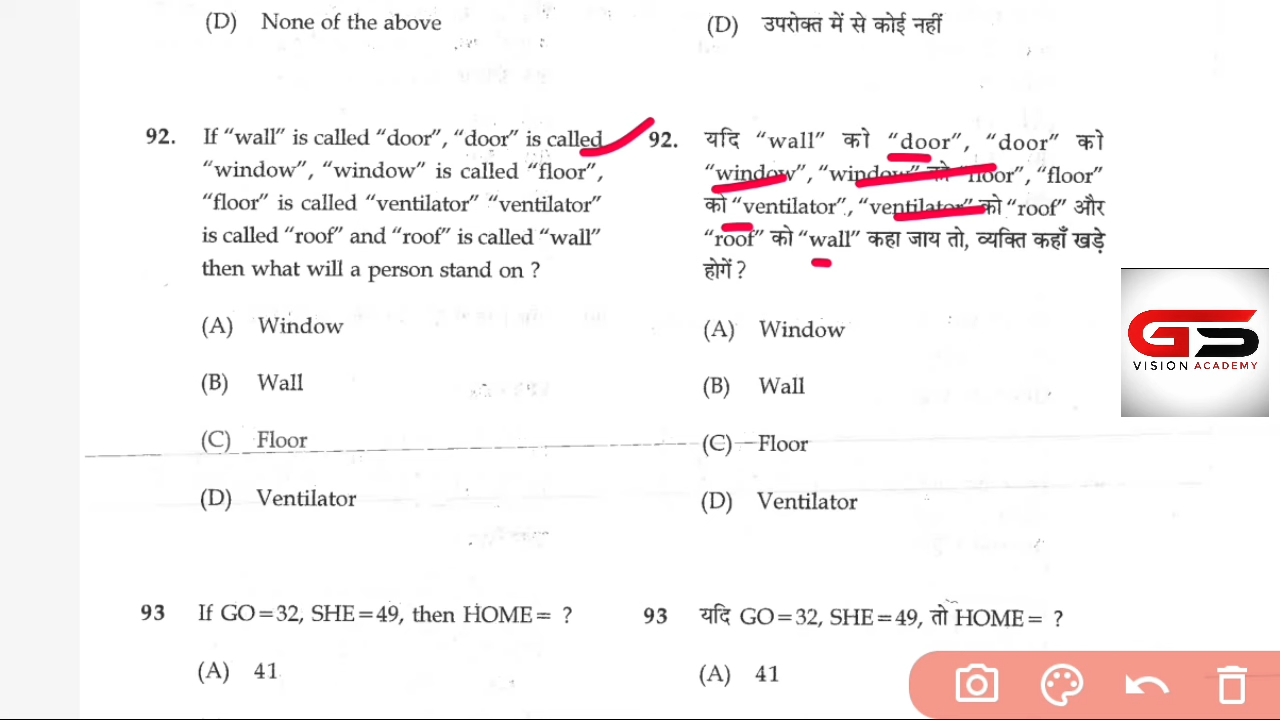 (D) None of the above
92. If “wall” is called “door”, “door” is called
“window”, “window” is called “floor”,
“floor” is called “ventilator” “ventilator”
is called “roof” and “roof” is called “wall”
then what will a person stand on ?
(A) Window
(B) Wall
(C) Floor
(D) Ventilator
93 If GO=32, SHE=49, then HOME= ?
(A) 41
(D) उपरोक्त में से कोई नहीं
92. यदि “wall” को “door”, “door” को
“window”, “window” को “floor”, “floor”
को “ventilator”, “ventilator” को “roof” और
“roof” को “wall” कहा जाय तो, व्यक्ति कहाँ खड़े
होगें ?
(A) Window
(B) Wall
(C) Floor
(D) Ventilator
93 यदि GO=32, SHE=49, तो HOME= ?
(A) 41
GS
VISION ACADEMY